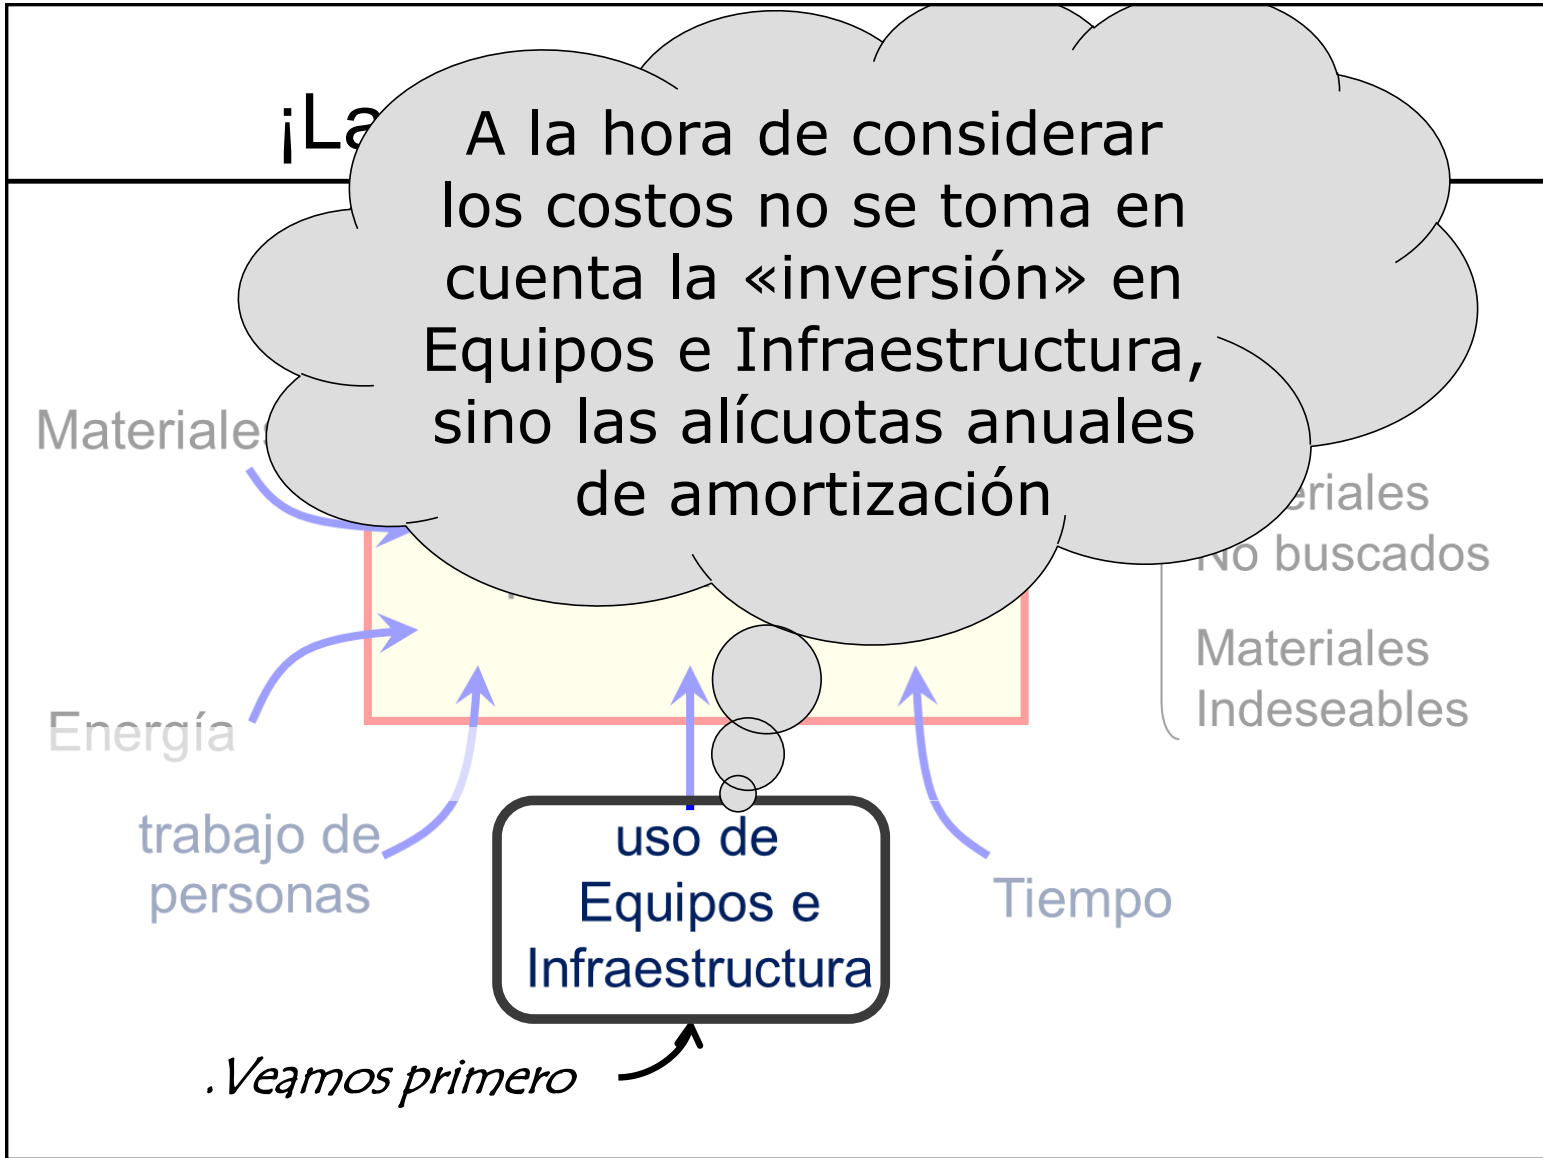 ¡La
A la hora de considerar
los costos no se toma en
cuenta la «inversión» en
Equipos e Infraestructura,
sino las alícuotas anuales
de amortización
Materiales
No buscados
Materiales
Indeseables
Energía
trabajo de
personas
uso de
Equipos e
Infraestructura
Tiempo
.Veamos primero